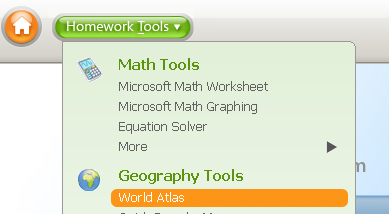 Homework Tools
Math Tools
Microsoft Math Worksheet
Microsoft Math Graphing
Equation Solver
More
Geography Tools
World Atlas